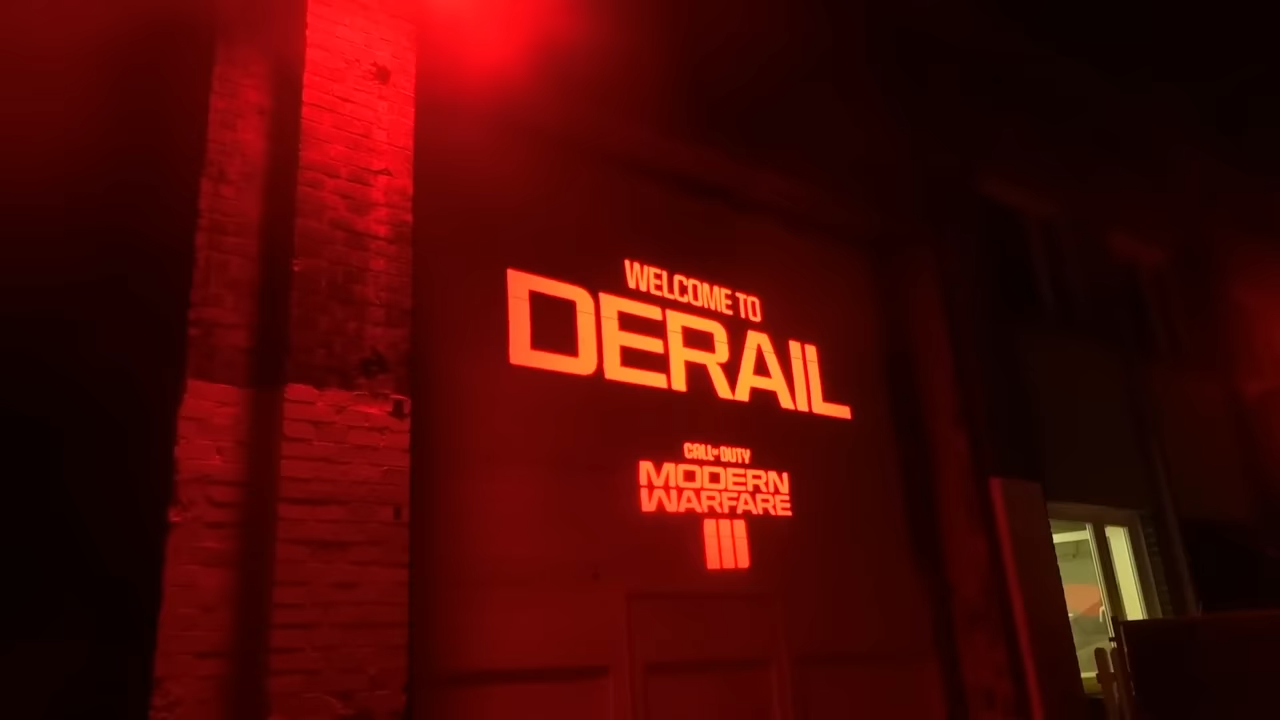 WELCOME TO
DERAIL
CALL OF DUTY
MODERN
WARFARE
III